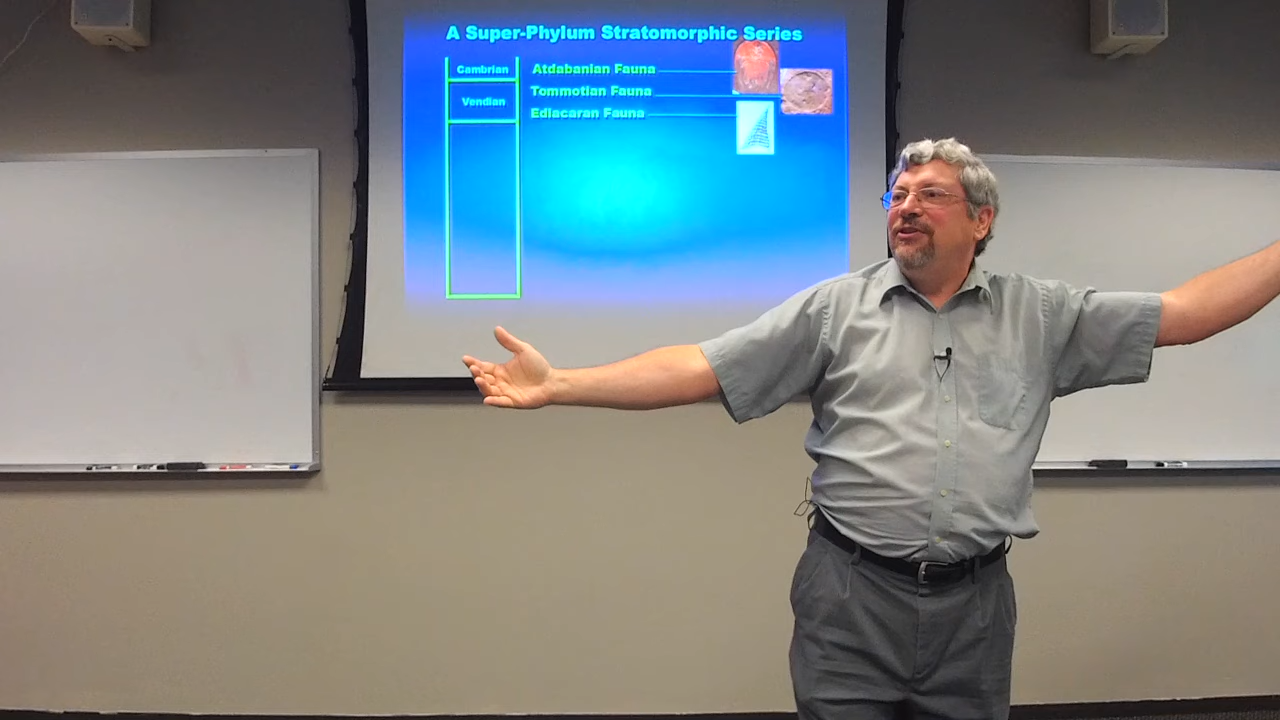 A Super-Phylum Stratomorphic Series
Cambrian
Atdabanian Fauna
Tommotian Fauna
Vendian
Ediacaran Fauna